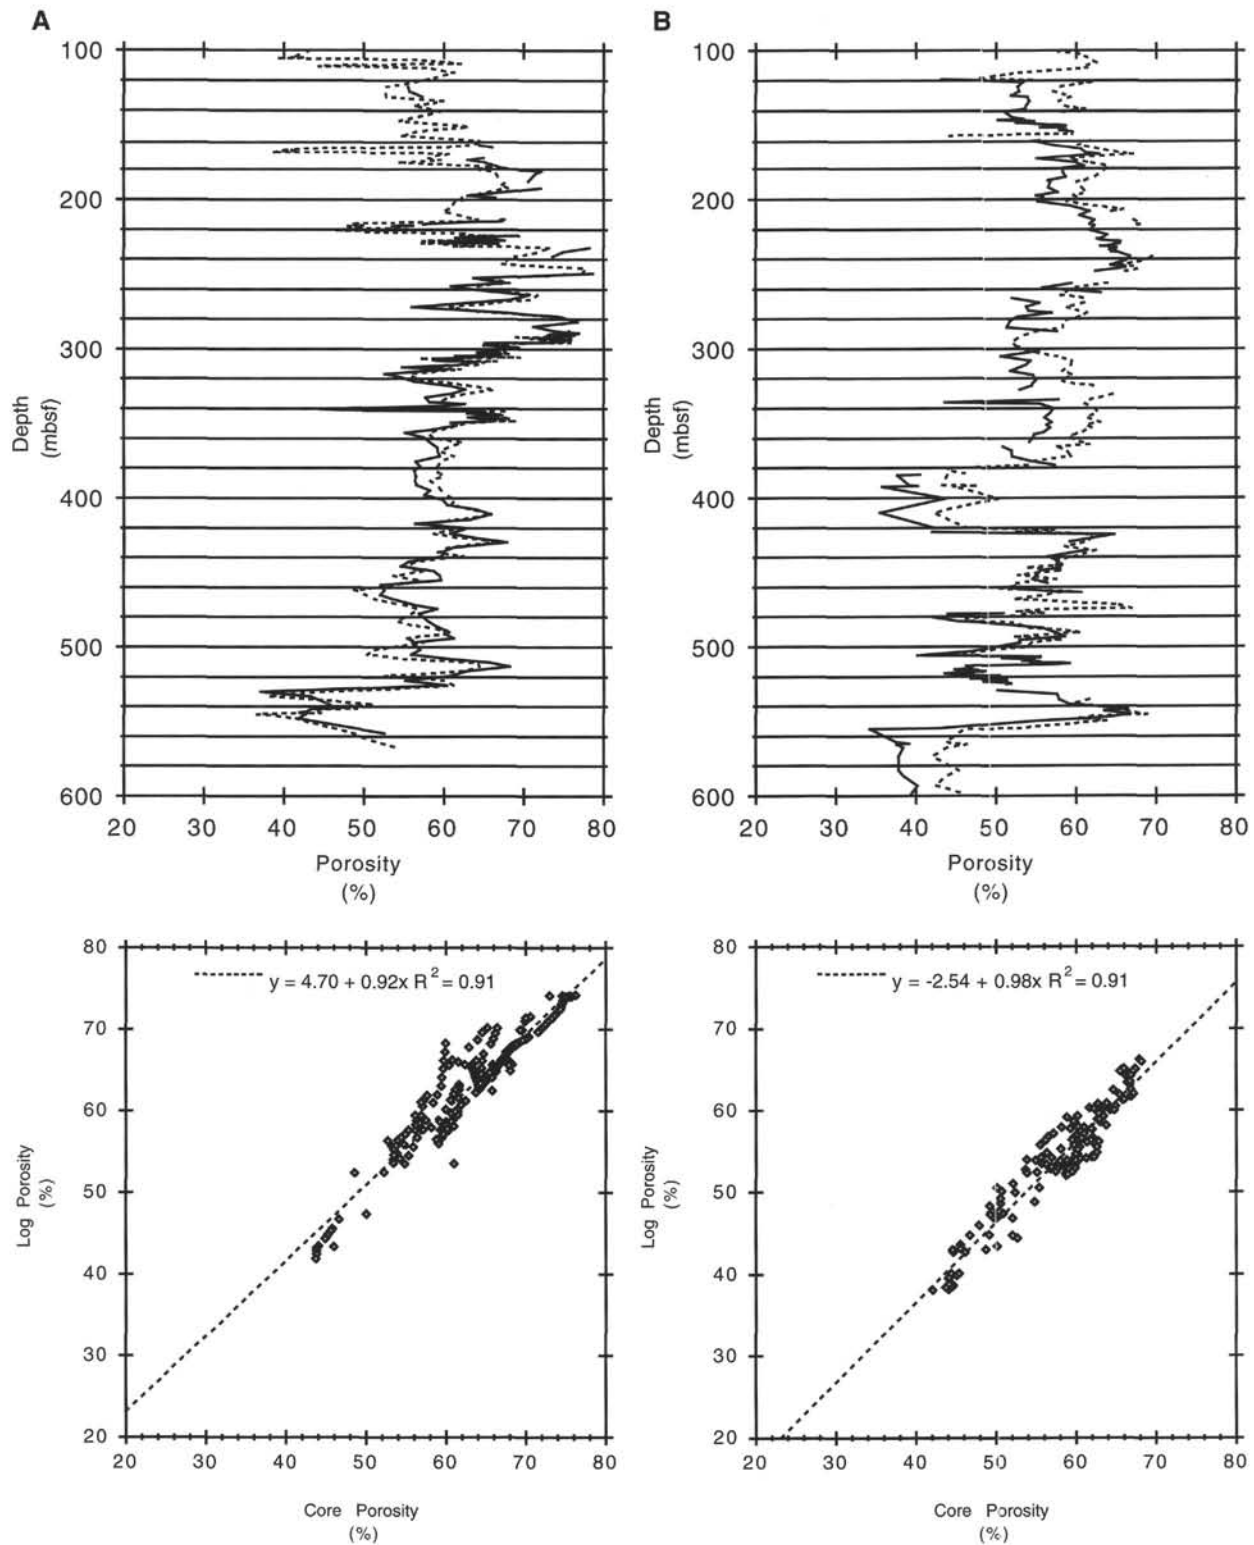 A
100
200
300
400
500
600
Depth
(mbsf)
20 30 40 50 60 70 80
Porosity
(%)
B
100
200
300
400
500
600
Depth
(mbsf)
20 30 40 50 60 70 80
Porosity
(%)
80
70
60
50
40
30
20
Log Porosity
(%)
y = 4.70 + 0.92x R² = 0.91
20 30 40 50 60 70 80
Core Porosity
(%)
80
70
60
50
40
30
20
Log Porosity
(%)
y = -2.54 + 0.98x R² = 0.91
20 30 40 50 60 70 80
Core Porosity
(%)